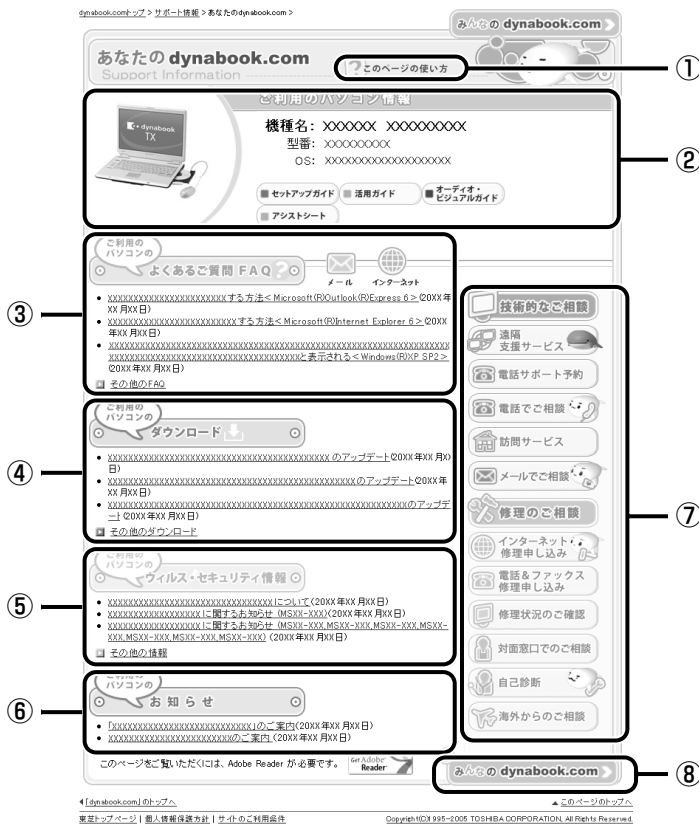 dynabook.comトップ > サポート情報 > あなたのdynabook.com >
みんなの dynabook.com
あなたの dynabook.com
Support Information
?このページの使い方
①
ご利用のパソコン情報
dynabook
TX
機種名: XXXXXX XXXXXXXXX
型番: XXXXXXXXXX
OS: XXXXXXXXXXXXXXXXXXX
②
セットアップガイド
活用ガイド
オーディオ・
ビジュアルガイド
アシストシート
③
ご利用の
パソコンの
よくあるご質問 FAQ
メール
インターネット
• XXXXXXXXXXXXXXXXXXXXXXXXする方法<Microsoft(R)Outlook(R)Express 6>(20XX年
XX月XX日)
• XXXXXXXXXXXXXXXXXXXXXXXXXXする方法<Microsoft(R)Internet Explorer 6>(20XX
年XX月XX日)
• XXXXXXXXXXXXXXXXXXXXXXXXXXXXXXXXXXXXXXXXXXXXXXXXXXXXXXXXXXXXXXXXXXXXX
XXXXXXXXXXXXXXXXXXXXXXXXXXXXXXXXXXXXXXと表示される<Windows(R)XP SP2>
(20XX年XX月XX日)
その他のFAQ
④
ご利用の
パソコンの
ダウンロード
• XXXXXXXXXXXXXXXXXXXXXXXXXXXXXXXXXXXXXXXXXXXXのアップデート(20XX年XX月XX
日)
• XXXXXXXXXXXXXXXXXXXXXXXXXXXXXXXXXXXXXXXXXXXXXXXXXXのアップデート(20XX年
XX月XX日)
• XXXXXXXXXXXXXXXXXXXXXXXXXXXXXXXXXXXXXXXXXXXXXXXXXXXXXXXXXXXXのアップデ
ート(20XX年XX月XX日)
その他のダウンロード
⑤
ご利用の
パソコンの
ウィルス・セキュリティ情報
• XXXXXXXXXXXXXXXXXXXXXXXXXXXXXXXXXについて(20XX年XX月XX日)
• XXXXXXXXXXXXXXXXXXXに関するお知らせ (MSXX-XXX)(20XX年XX月XX日)
• XXXXXXXXXXXXXXXXXXXに関するお知らせ (MSXX-XXX,MSXX-XXX,MSXX-XXX,MSXX-
XXX,MSXX-XXX,MSXX-XXX,MSXX-XXX) (20XX年XX月XX日)
その他の情報
⑥
ご利用の
パソコンの
お知らせ
• 「XXXXXXXXXXXXXXXXXXXXXXXXXXXX」のご案内(20XX年XX月XX日)
• XXXXXXXXXXXXXXXXXXXXXXXXXのご案内 (20XX年XX月XX日)
このページをご覧いただくには、Adobe Reader が必要です。
Get Adobe
Reader
技術的なご相談
遠隔
支援サービス
電話サポート予約
電話でご相談
訪問サービス
メールでご相談
⑦
修理のご相談
インターネット
修理申し込み
電話&ファックス
修理申し込み
修理状況のご確認
対面窓口でのご相談
自己診断
海外からのご相談
みんなの dynabook.com
⑧
「dynabook.com」のトップへ
このページのトップへ
東芝トップページ | 個人情報保護方針 | サイトのご利用条件
Copyright(C)1995-2005 TOSHIBA CORPORATION, All Rights Reserved.